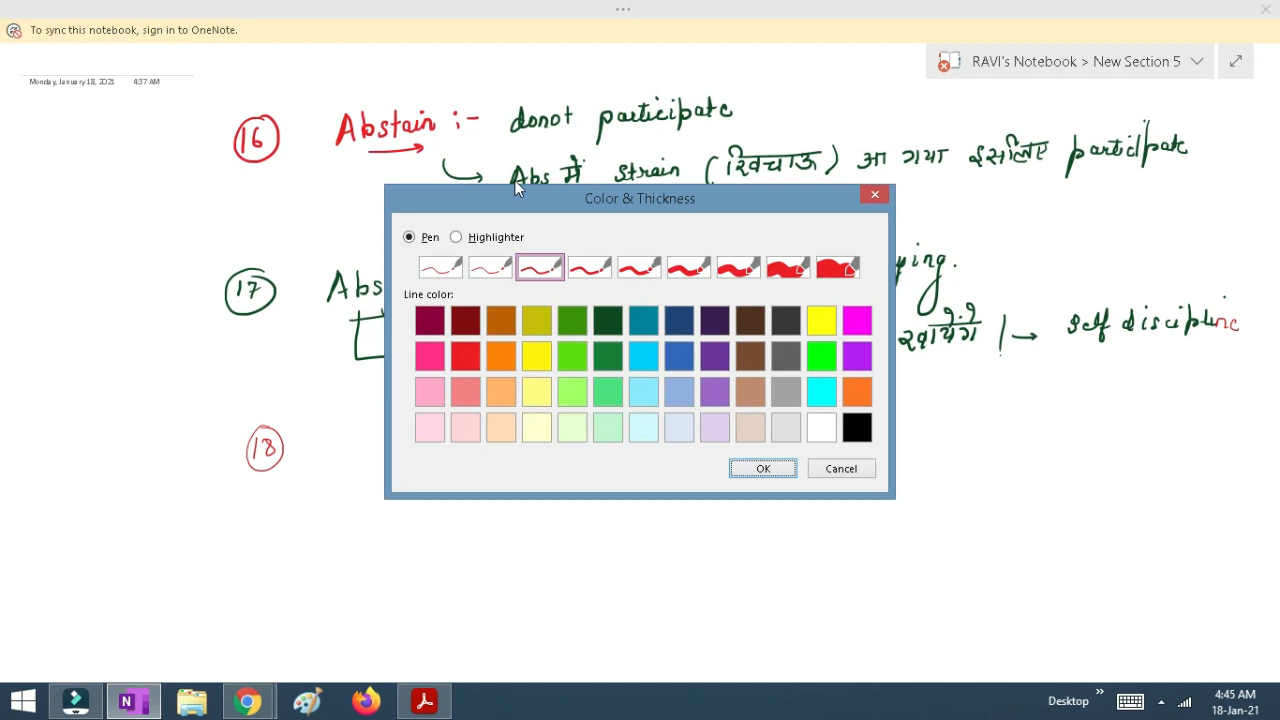 To sync this notebook, sign in to OneNote.
RAVI's Notebook > New Section 5
Monday, January 18, 2021 4:37 AM
16 Abstain :- donot participate
Abs में strain (खिंचाऊ) आ गया इसलिए participate
Color & Thickness
Pen Highlighter
17 Abs ying.
Line color:
self discipline
18
OK Cancel
Desktop
4:45 AM
18-Jan-21